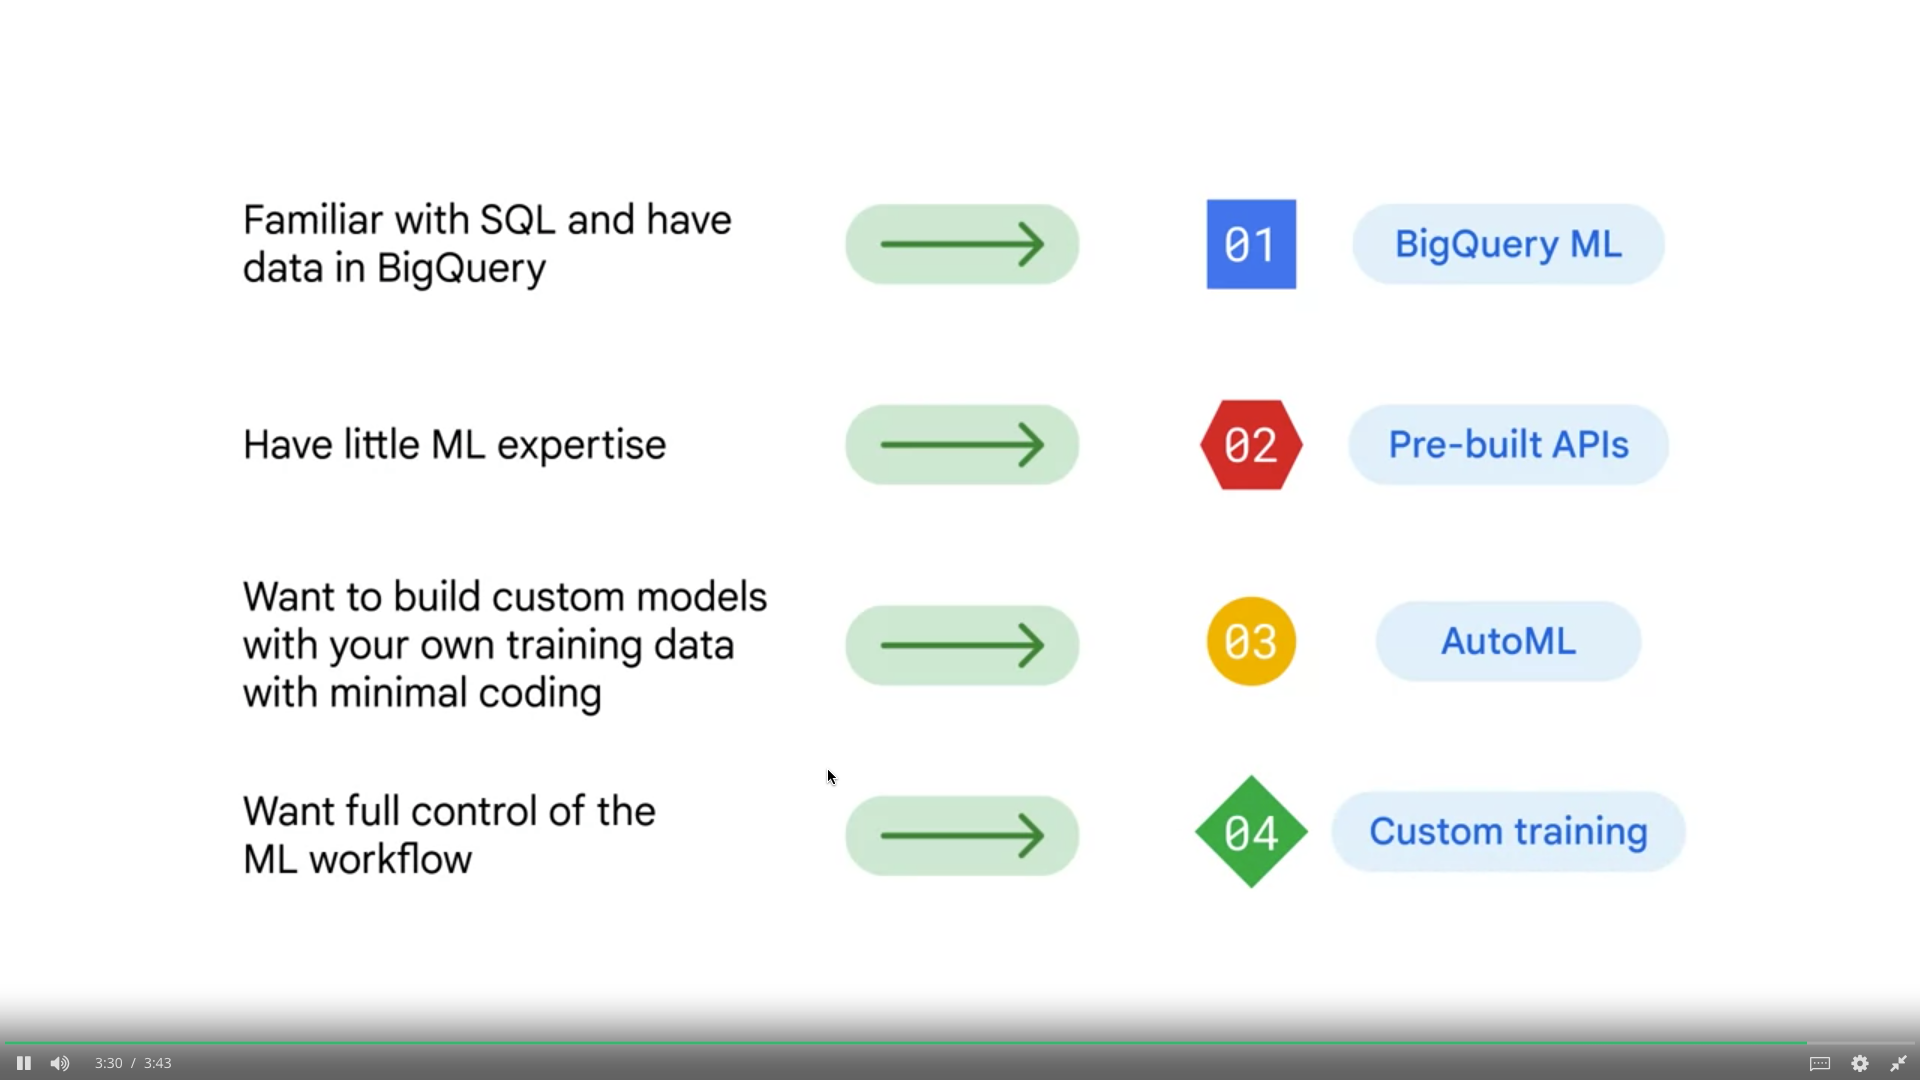 Familiar with SQL and have
data in BigQuery
01
BigQuery ML
Have little ML expertise
02
Pre-built APIs
Want to build custom models
with your own training data
with minimal coding
03
AutoML
Want full control of the
ML workflow
04
Custom training
3:30 / 3:43